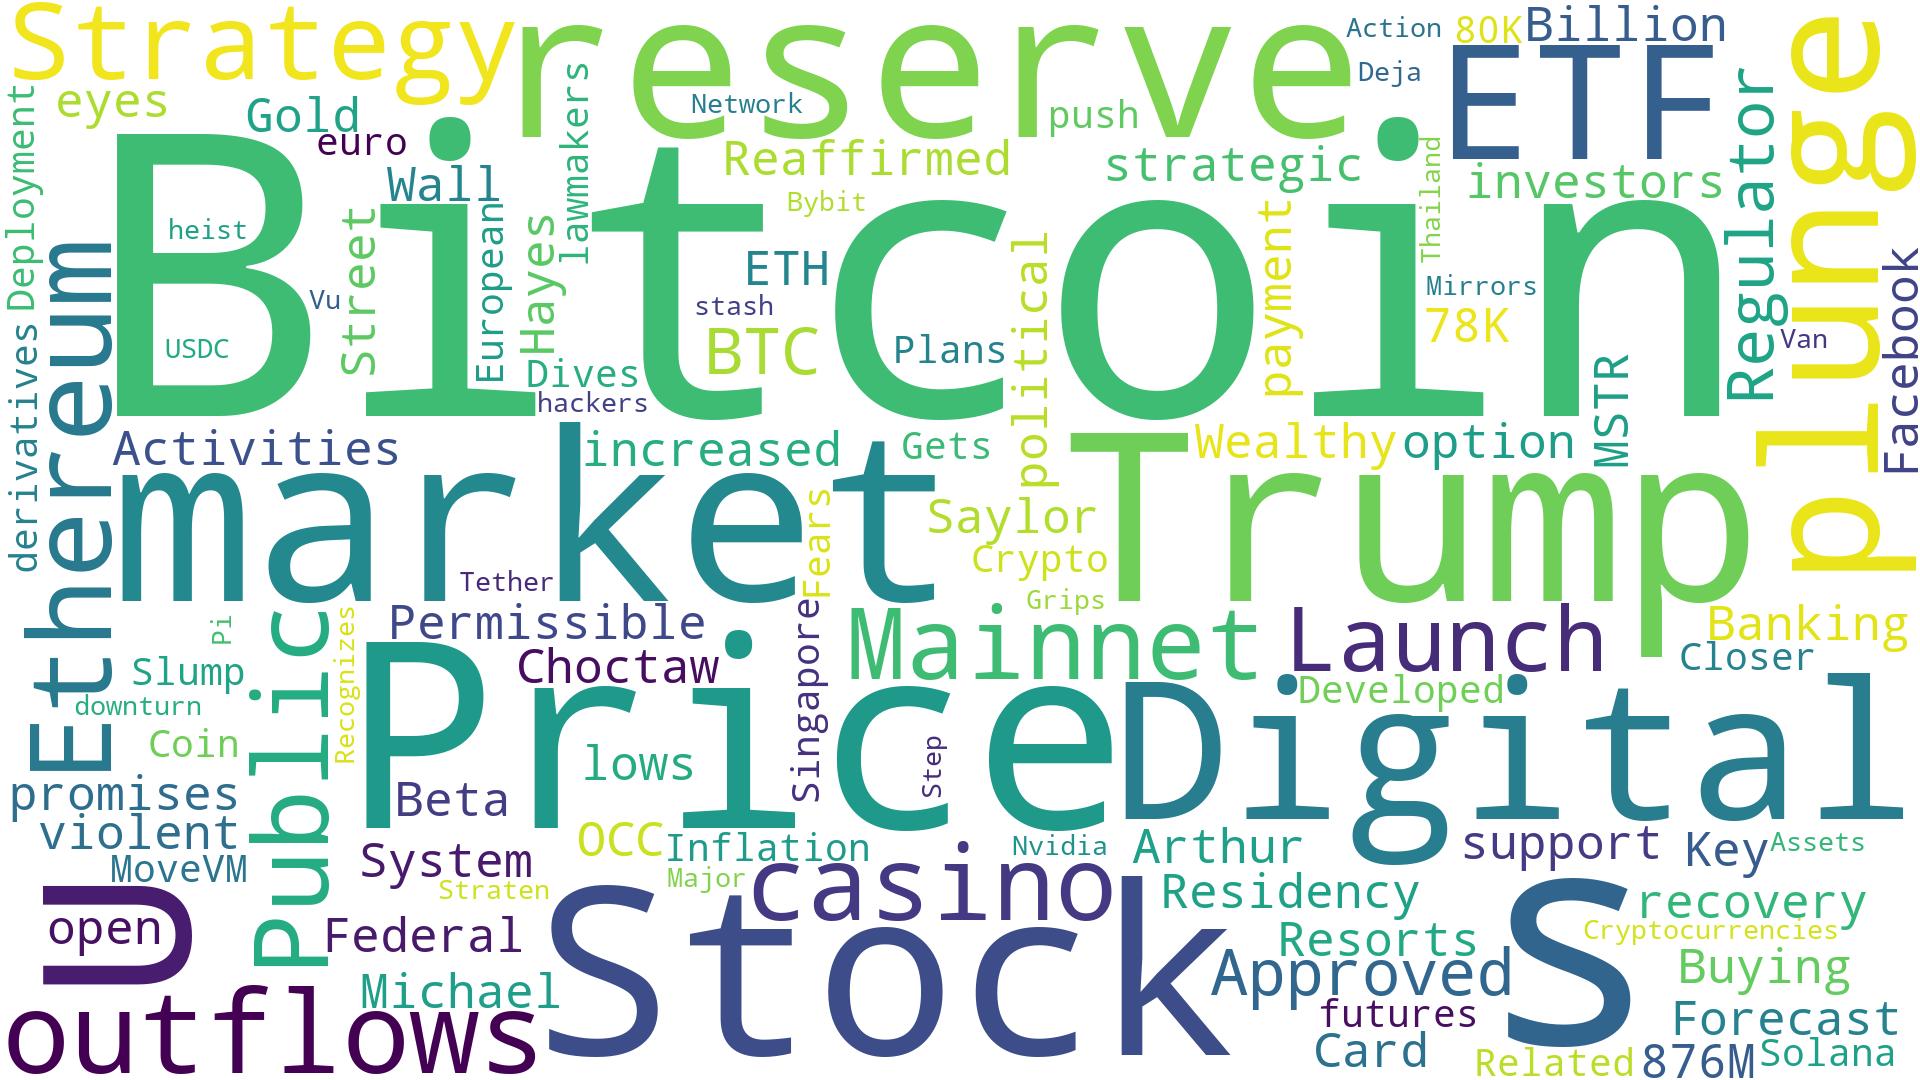 Strategy
reserve
Action
80K
Billion
plunge
eyes
Gold
euro
lawmakers
Network
push
Deja
ETF
Regulator
Deployment
Wall
Reaffirmed
strategic
Thailand
investors
Bybit
Bitcoin
heist
Street
European
Hayes
ETH
political
payment
Mirrors
Facebook
Vu
stash
BTC
Plans
78K
Van
USDC
Dives
hackers
MSTR
derivatives
Ethereum
Activities
increased
Gets
Wealthy
option
market
Trump
Fears
Saylor
Crypto
Tether
Grips
Pi
Public
Recognizes
Permissible
Singapore
Mainnet
Launch
Banking
Slump
Choctaw
Closer
downturn
Price
Digital
Developed
Coin
lows
Step
promises
Beta
violent
OCC
Inflation
Nvidia
Arthur
support
Key
Assets
MoveVM
System
Straten
Major
casino
Residency
U
open
Federal
Stock
Resorts
S
recovery
Cryptocurrencies
Michael
Approved
Buying
outflows
futures
Forecast
Card
Related
876M
Solana